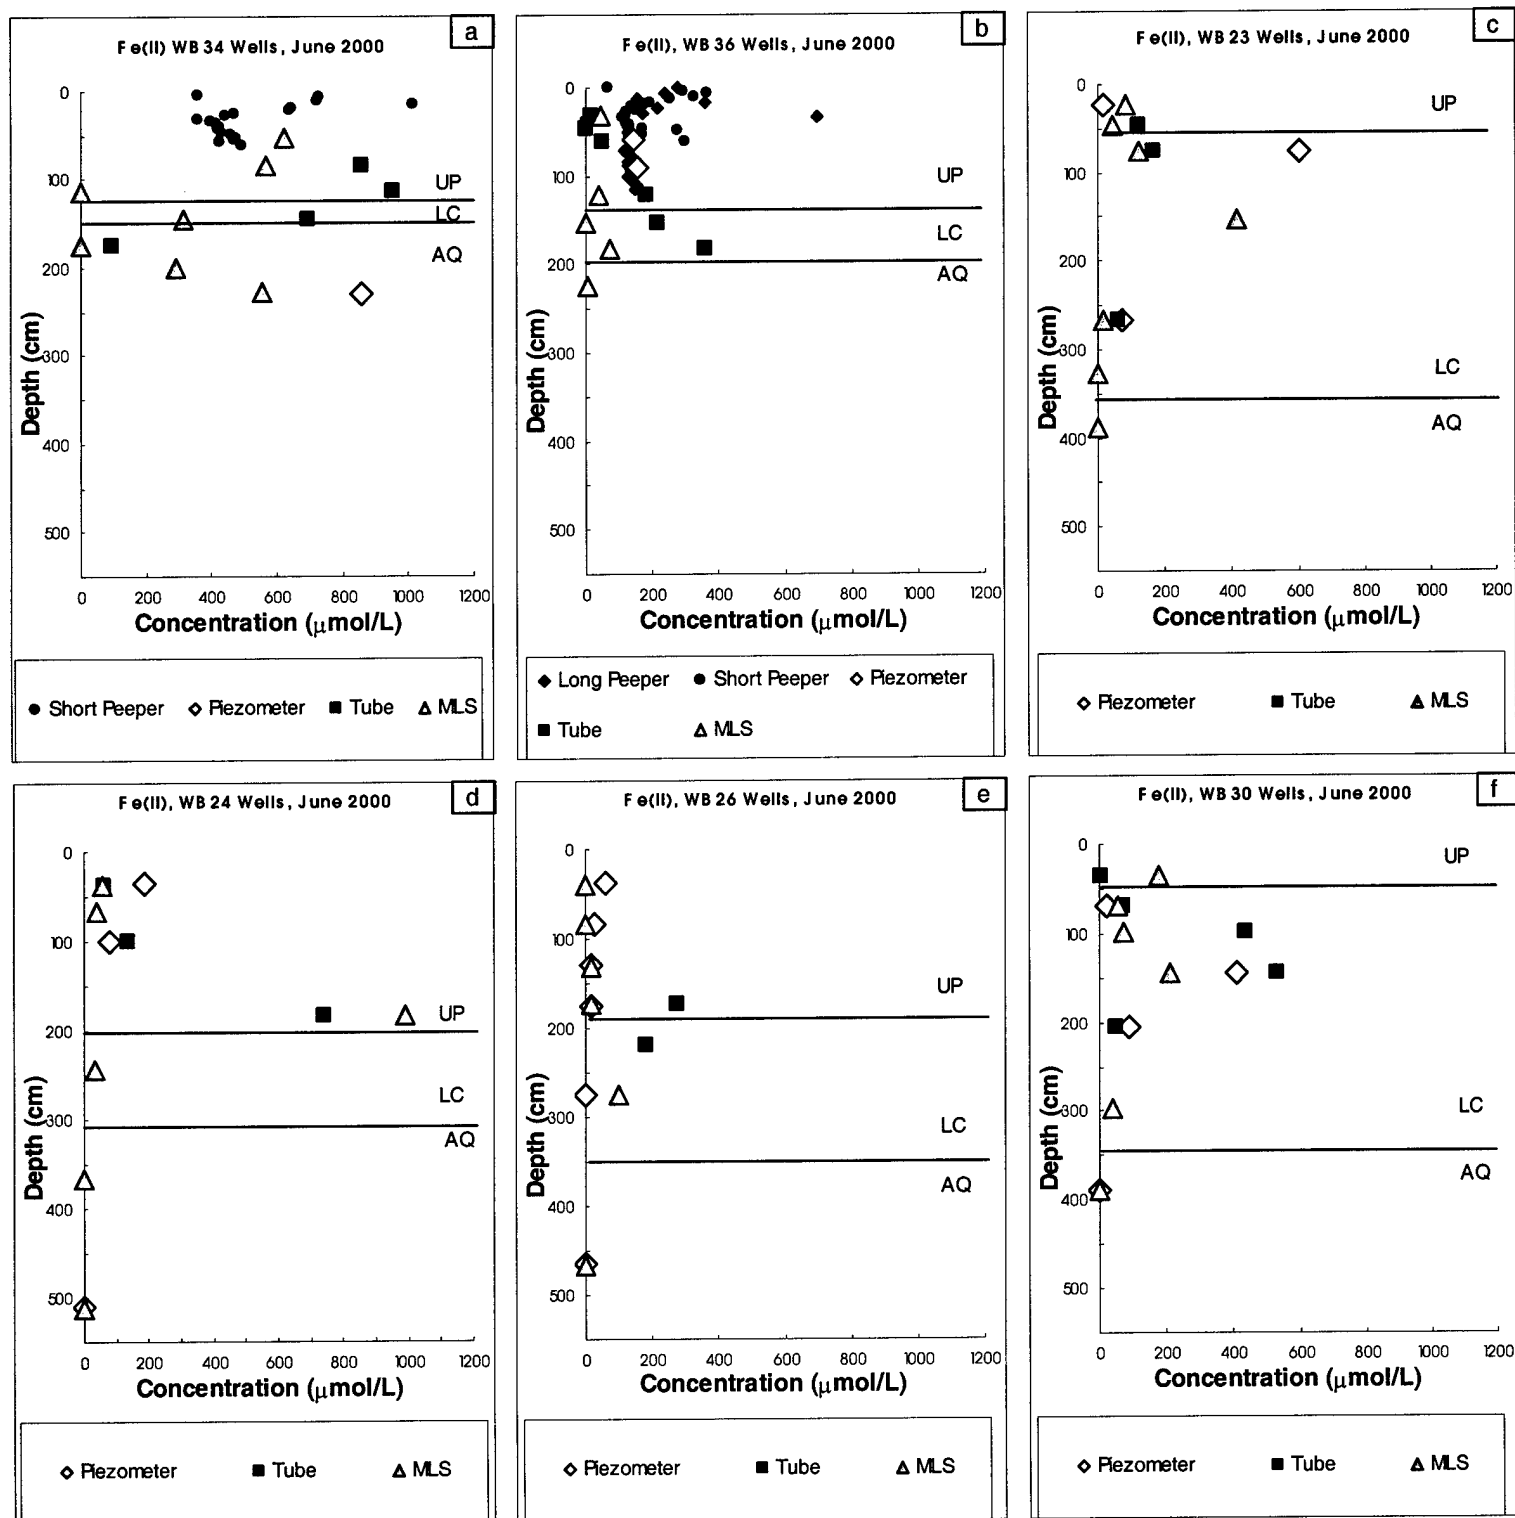 Fe(II) WB 34 Wells, June 2000
a
0
100
200
300
400
500
UP
LC
AQ
Depth (cm)
0 200 400 600 800 1000 1200
Concentration (μmol/L)
Short Peeper Piezometer Tube MLS
Fe(II), WB 36 Wells, June 2000
b
0
100
200
300
400
500
UP
LC
AQ
Depth (cm)
0 200 400 600 800 1000 1200
Concentration (μmol/L)
Long Peeper Short Peeper Piezometer
Tube MLS
Fe(II), WB 23 Wells, June 2000
c
0
100
200
300
400
500
UP
LC
AQ
Depth (cm)
0 200 400 600 800 1000 1200
Concentration (μmol/L)
Piezometer Tube MLS
Fe(II), WB 24 Wells, June 2000
d
0
100
200
300
400
500
UP
LC
AQ
Depth (cm)
0 200 400 600 800 1000 1200
Concentration (μmol/L)
Piezometer Tube MLS
Fe(II), WB 26 Wells, June 2000
e
0
100
200
300
400
500
UP
LC
AQ
Depth (cm)
0 200 400 600 800 1000 1200
Concentration (μmol/L)
Piezometer Tube MLS
Fe(II), WB 30 Wells, June 2000
f
0
100
200
300
400
500
UP
LC
AQ
Depth (cm)
0 200 400 600 800 1000 1200
Concentration (μmol/L)
Piezometer Tube MLS